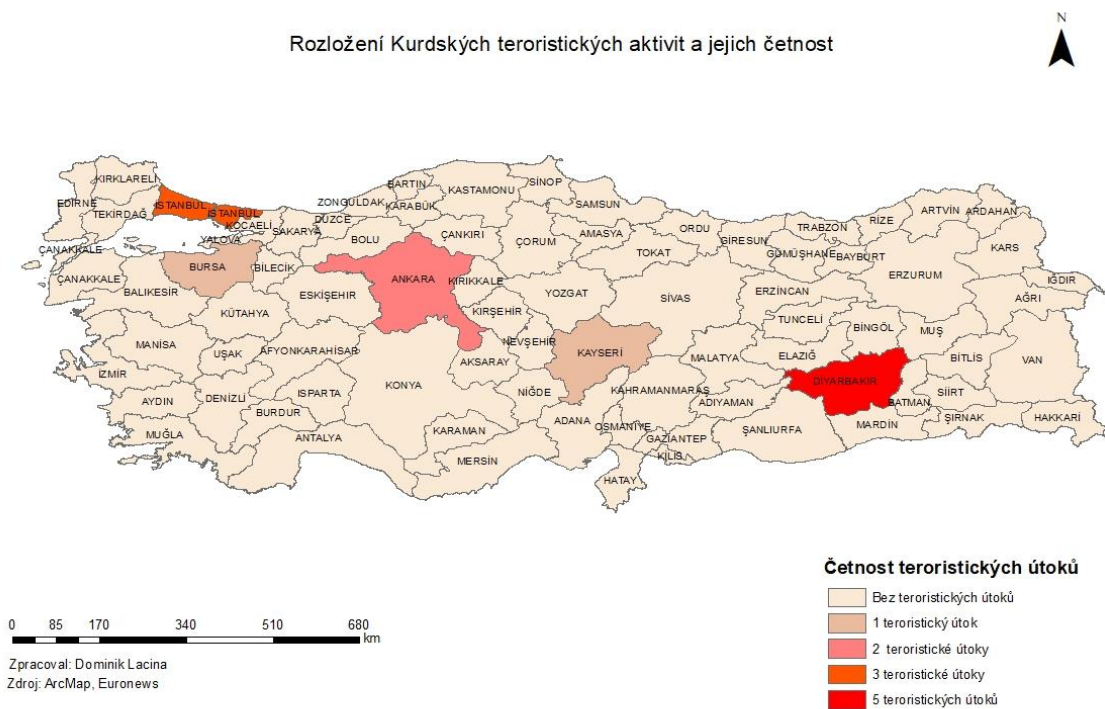 N
Rozložení Kurdských teroristických aktivit a jejich četnost
KIRKLARELİ
EDİRNE
TEKİRDAĞ
İSTANBUL
İSTANBUL
KOCAELİ
YALOVA
SAKARYA
DÜZCE
ZONGULDAK
BARTIN
KARABÜK
KASTAMONU
SİNOP
SAMSUN
ÇANAKKALE
ÇANAKKALE
BALIKESİR
BURSA
BİLECİK
BOLU
ÇANKIRI
ÇORUM
AMASYA
TOKAT
ORDU
GİRESUN
TRABZON
GÜMÜŞHANE
BAYBURT
RİZE
ARTVİN
ARDAHAN
KARS
ERZURUM
IĞDIR
AĞRI
ESKİŞEHİR
ANKARA
KIRIKKALE
KIRŞEHİR
YOZGAT
SİVAS
ERZİNCAN
TUNCELİ
BİNGÖL
MUŞ
BİTLİS
VAN
KÜTAHYA
MANİSA
UŞAK
AFYONKARAHİSAR
İZMİR
AYDIN
DENİZLİ
ISPARTA
BURDUR
MUĞLA
ANTALYA
KONYA
AKSARAY
NEVŞEHİR
NİĞDE
KAYSERİ
KARAMAN
MERSİN
ADANA
KAHRAMANMARAŞ
OSMANİYE
MALATYA
ELAZIĞ
ADIYAMAN
GAZİANTEP
KİLİS
HATAY
ŞANLIURFA
DİYARBAKIR
BATMAN
MARDİN
SİİRT
ŞIRNAK
HAKKARİ
Četnost teroristických útoků
Bez teroristických útoků
1 teroristický útok
2 teroristické útoky
3 teroristické útoky
5 teroristických útoků
0 85 170 340 510 680
km
Zpracoval: Dominik Lacina
Zdroj: ArcMap, Euronews